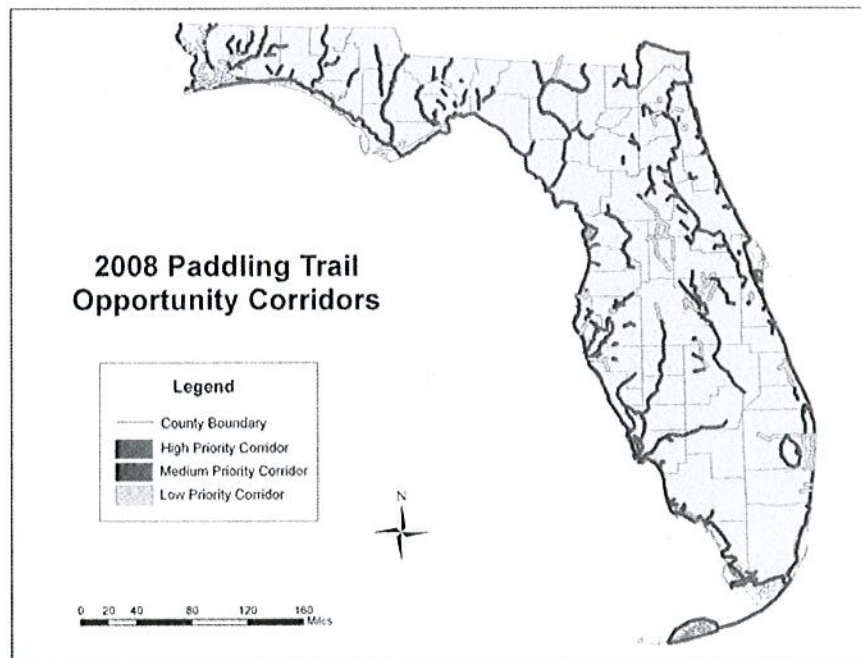 2008 Paddling Trail
Opportunity Corridors
Legend
County Boundary
High Priority Corridor
Medium Priority Corridor
Low Priority Corridor
N
0 20 40 80 120 160
Miles